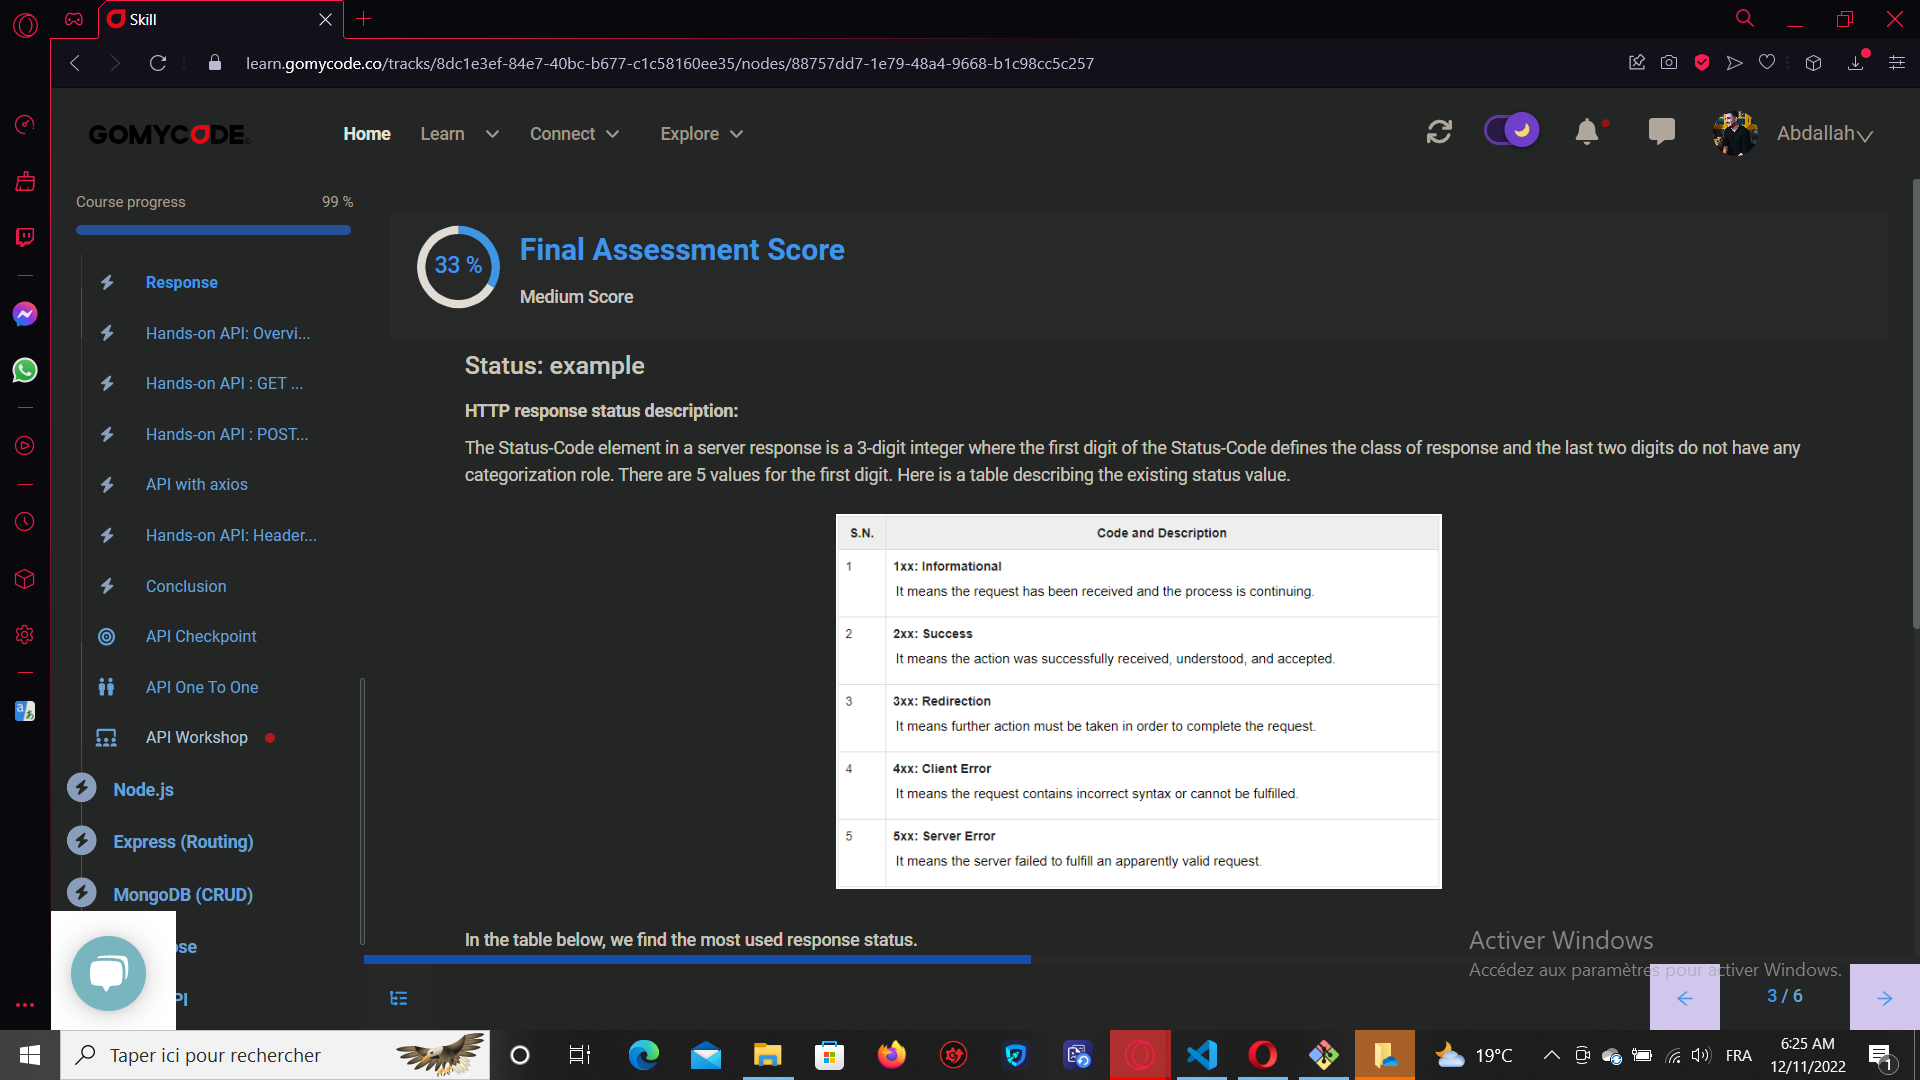 Skill
learn.gomycode.co/tracks/8dc1e3ef-84e7-40bc-b677-c1c58160ee35/nodes/88757dd7-1e79-48a4-9668-b1c98cc5c257
GOMYCODE
Home
Learn
Connect
Explore
Abdallah
Course progress
99 %
Response
Hands-on API: Overvi...
Hands-on API : GET ...
Hands-on API : POST...
API with axios
Hands-on API: Header...
Conclusion
API Checkpoint
API One To One
API Workshop
Node.js
Express (Routing)
MongoDB (CRUD)
ose
PI
33 %
Final Assessment Score
Medium Score
Status: example
HTTP response status description:
The Status-Code element in a server response is a 3-digit integer where the first digit of the Status-Code defines the class of response and the last two digits do not have any
categorization role. There are 5 values for the first digit. Here is a table describing the existing status value.
S.N. Code and Description
1 1xx: Informational
It means the request has been received and the process is continuing.
2 2xx: Success
It means the action was successfully received, understood, and accepted.
3 3xx: Redirection
It means further action must be taken in order to complete the request.
4 4xx: Client Error
It means the request contains incorrect syntax or cannot be fulfilled.
5 5xx: Server Error
It means the server failed to fulfill an apparently valid request.
In the table below, we find the most used response status.
Activer Windows
Accédez aux paramètres pour activer Windows.
3 / 6
Taper ici pour rechercher
19°C
FRA
6:25 AM
12/11/2022
1